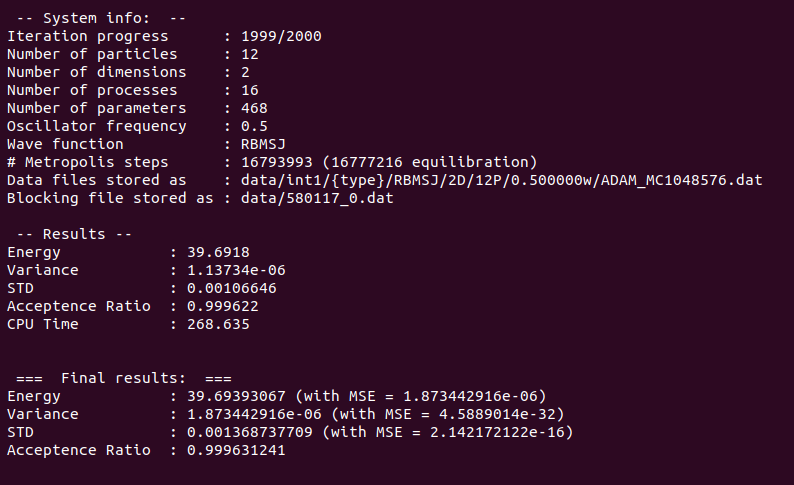 -- System info:  --
Iteration progress      : 1999/2000
Number of particles     : 12
Number of dimensions    : 2
Number of processes     : 16
Number of parameters    : 468
Oscillator frequency    : 0.5
Wave function           : RBMSJ
# Metropolis steps      : 16793993 (16777216 equilibration)
Data files stored as    : data/int1/{type}/RBMSJ/2D/12P/0.500000w/ADAM_MC1048576.dat
Blocking file stored as : data/580117_0.dat
-- Results --
Energy            : 39.6918
Variance          : 1.13734e-06
STD               : 0.00106646
Acceptence Ratio  : 0.999622
CPU Time          : 268.635
===  Final results:  ===
Energy            : 39.69393067 (with MSE = 1.873442916e-06)
Variance          : 1.873442916e-06 (with MSE = 4.5889014e-32)
STD               : 0.001368737709 (with MSE = 2.142172122e-16)
Acceptence Ratio  : 0.999631241